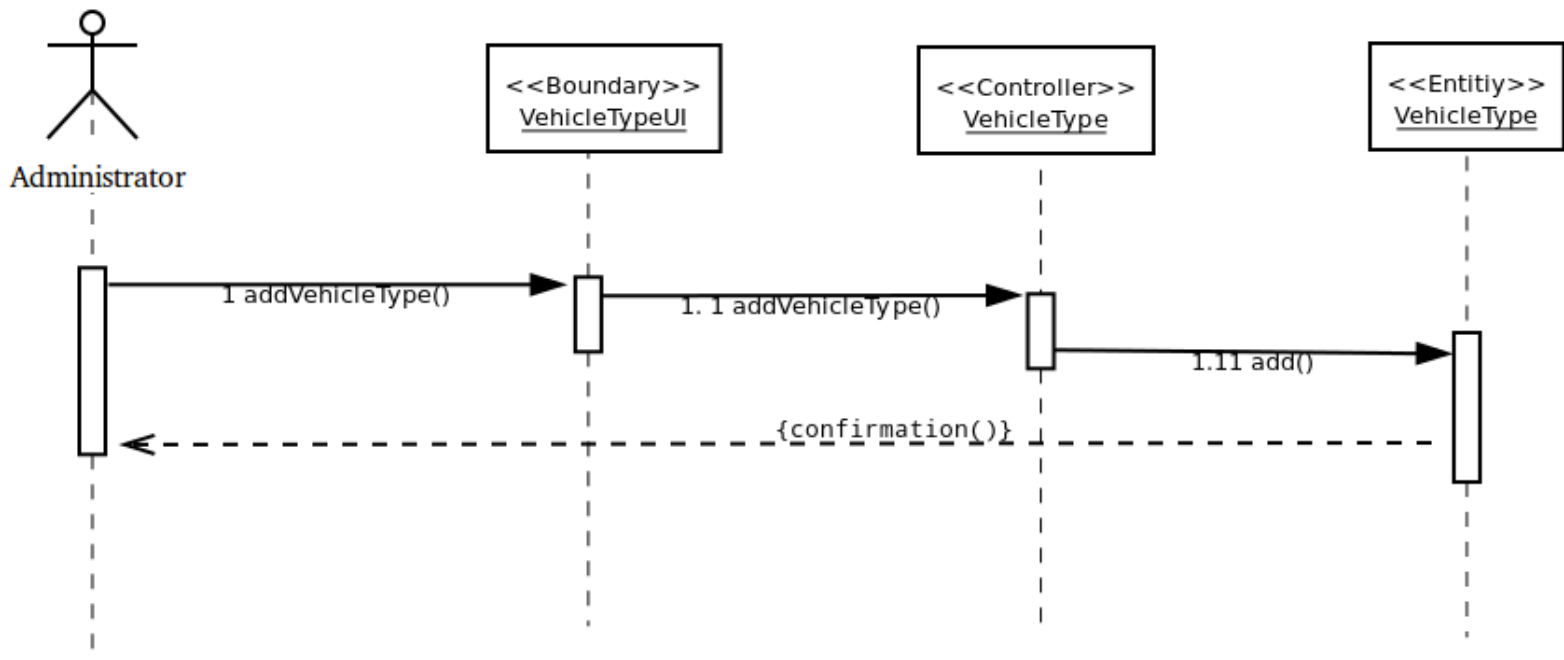 <<Boundary>>
VehicleTypeUI
<<Controller>>
VehicleType
<<Entitiy>>
VehicleType
Administrator
1 addVehicleType()
1. 1 addVehicleType()
1.11 add()
{confirmation()}